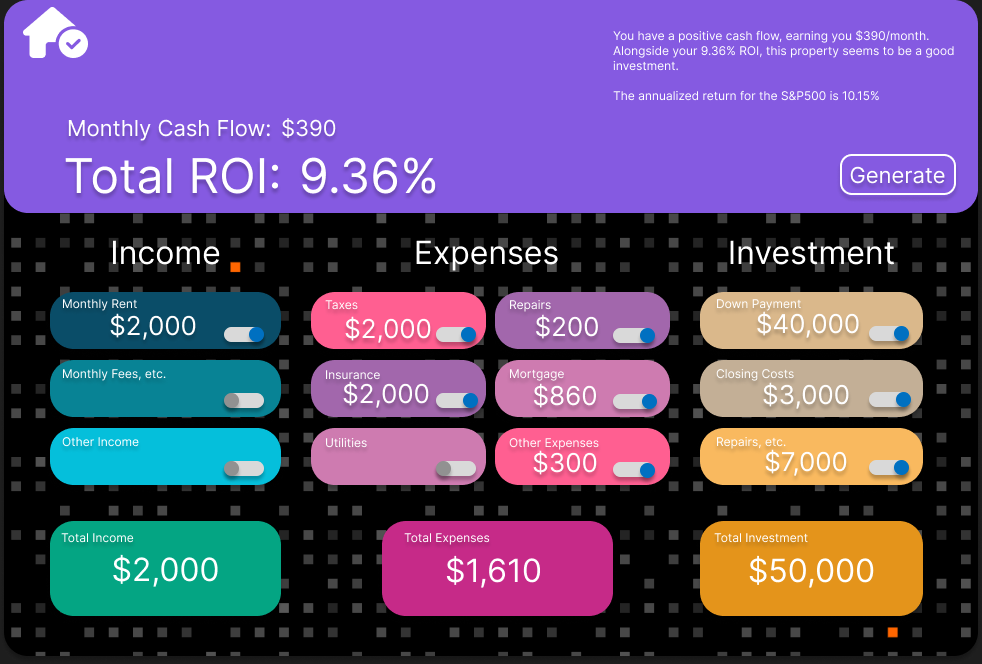 You have a positive cash flow, earning you $390/month.
Alongside your 9.36% ROI, this property seems to be a good
investment.
The annualized return for the S&P500 is 10.15%
Monthly Cash Flow: $390
Total ROI: 9.36%
Generate
Income
Monthly Rent
$2,000
Monthly Fees, etc.
Other Income
Total Income
$2,000
Expenses
Taxes
$2,000
Repairs
$200
Insurance
$2,000
Mortgage
$860
Utilities
Other Expenses
$300
Total Expenses
$1,610
Investment
Down Payment
$40,000
Closing Costs
$3,000
Repairs, etc.
$7,000
Total Investment
$50,000